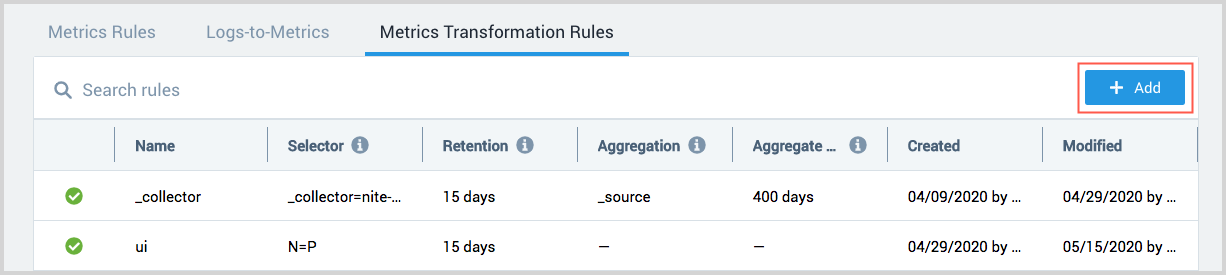 Metrics Rules Logs-to-Metrics Metrics Transformation Rules
Search rules + Add
Name Selector Retention Aggregation Aggregate ... Created Modified
_collector _collector=nite-... 15 days _source 400 days 04/09/2020 by ... 04/29/2020 by ...
ui N=P 15 days — — 04/29/2020 by ... 05/15/2020 by ...